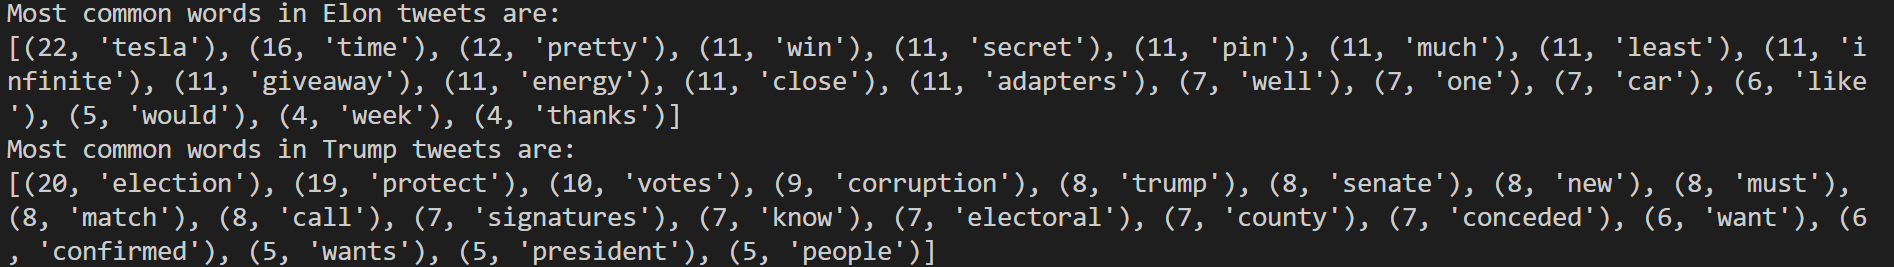 Most common words in Elon tweets are:
[(22, 'tesla'), (16, 'time'), (12, 'pretty'), (11, 'win'), (11, 'secret'), (11, 'pin'), (11, 'much'), (11, 'least'), (11, 'i
nfinite'), (11, 'giveaway'), (11, 'energy'), (11, 'close'), (11, 'adapters'), (7, 'well'), (7, 'one'), (7, 'car'), (6, 'like
'), (5, 'would'), (4, 'week'), (4, 'thanks')]
Most common words in Trump tweets are:
[(20, 'election'), (19, 'protect'), (10, 'votes'), (9, 'corruption'), (8, 'trump'), (8, 'senate'), (8, 'new'), (8, 'must'),
(8, 'match'), (8, 'call'), (7, 'signatures'), (7, 'know'), (7, 'electoral'), (7, 'county'), (7, 'conceded'), (6, 'want'), (6
, 'confirmed'), (5, 'wants'), (5, 'president'), (5, 'people')]